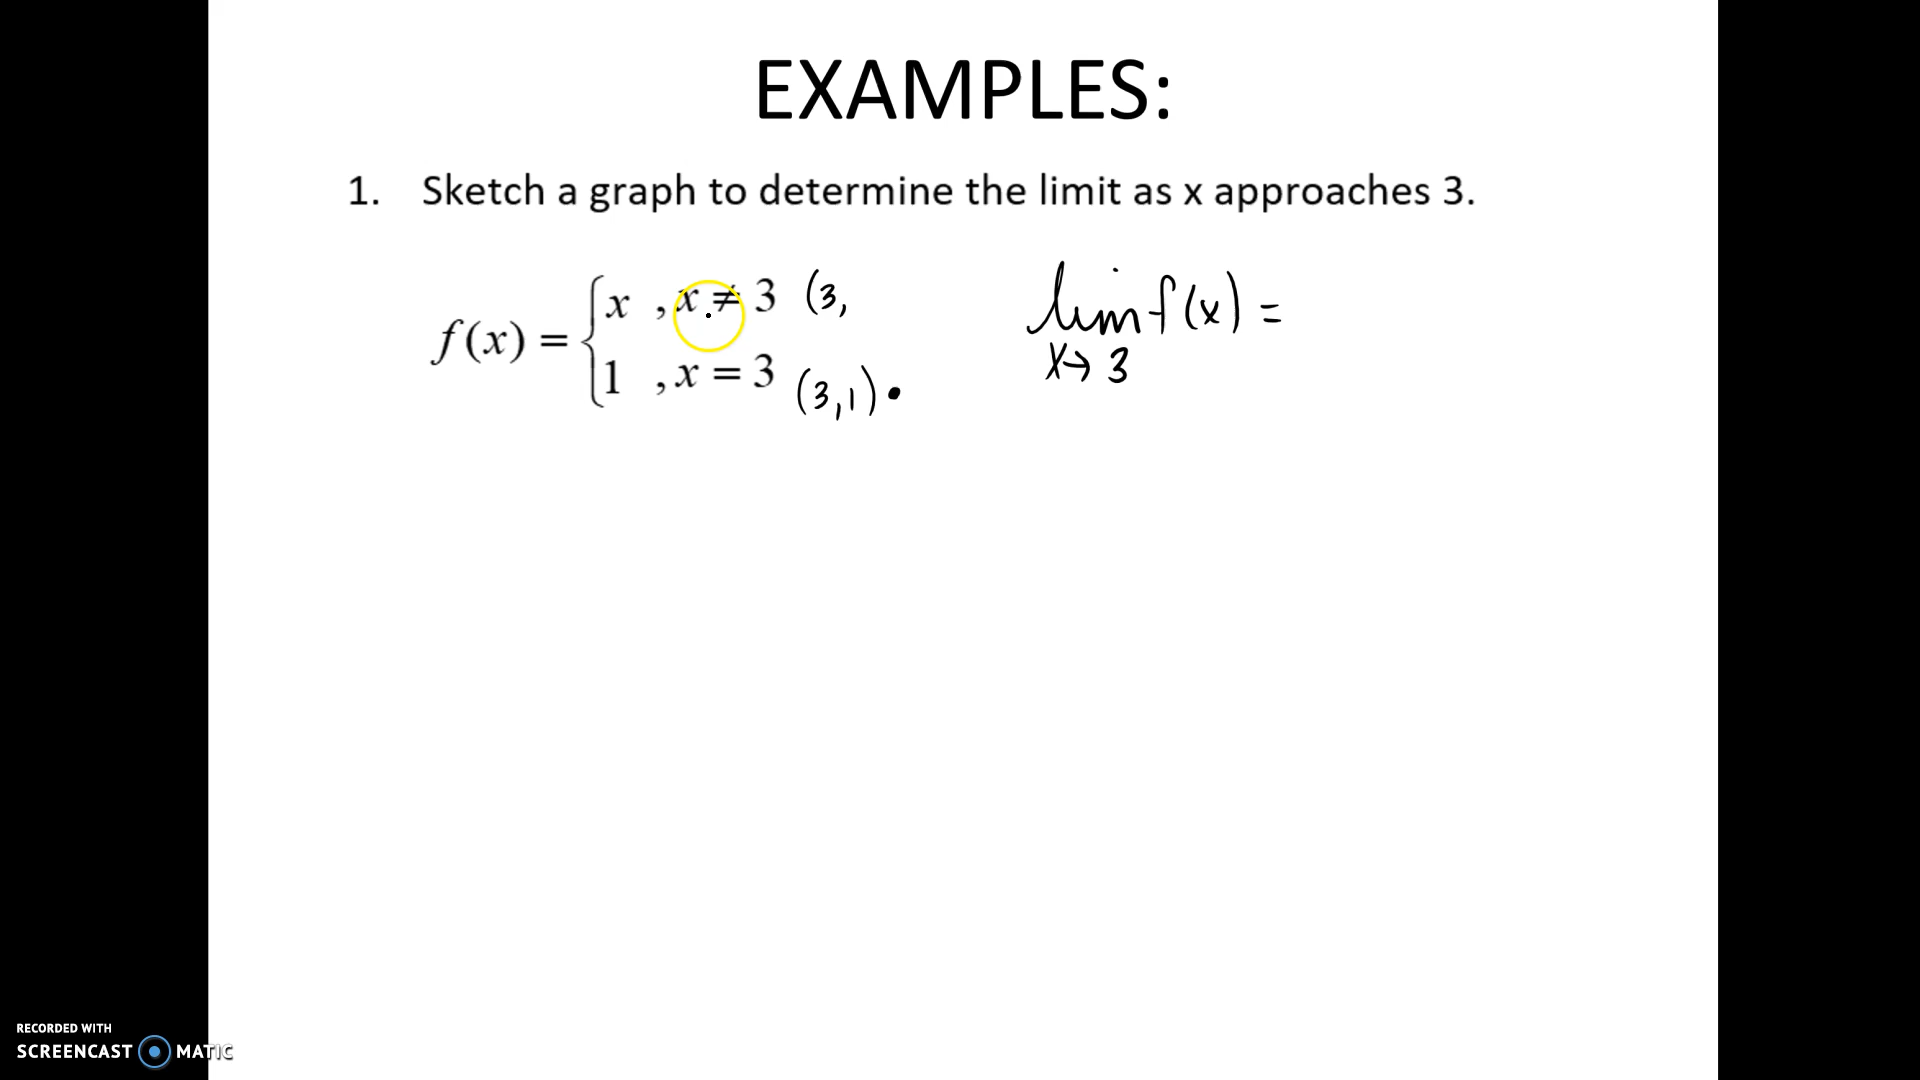 EXAMPLES:
1. Sketch a graph to determine the limit as x approaches 3.
f(x) = { x , x ≠ 3 (3,
1 , x = 3 (3,1) •
lim f(x) =
x→3
RECORDED WITH
SCREENCAST MATIC